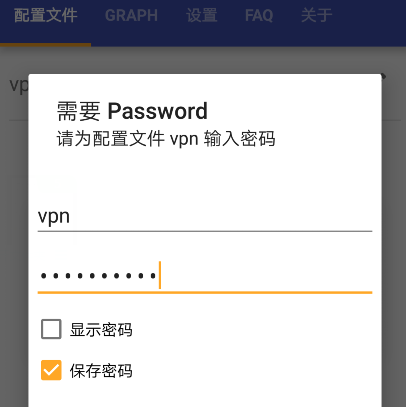 配置文件 GRAPH 设置 FAQ 关于
vp
需要 Password
请为配置文件 vpn 输入密码
vpn
••••••••••
显示密码
保存密码